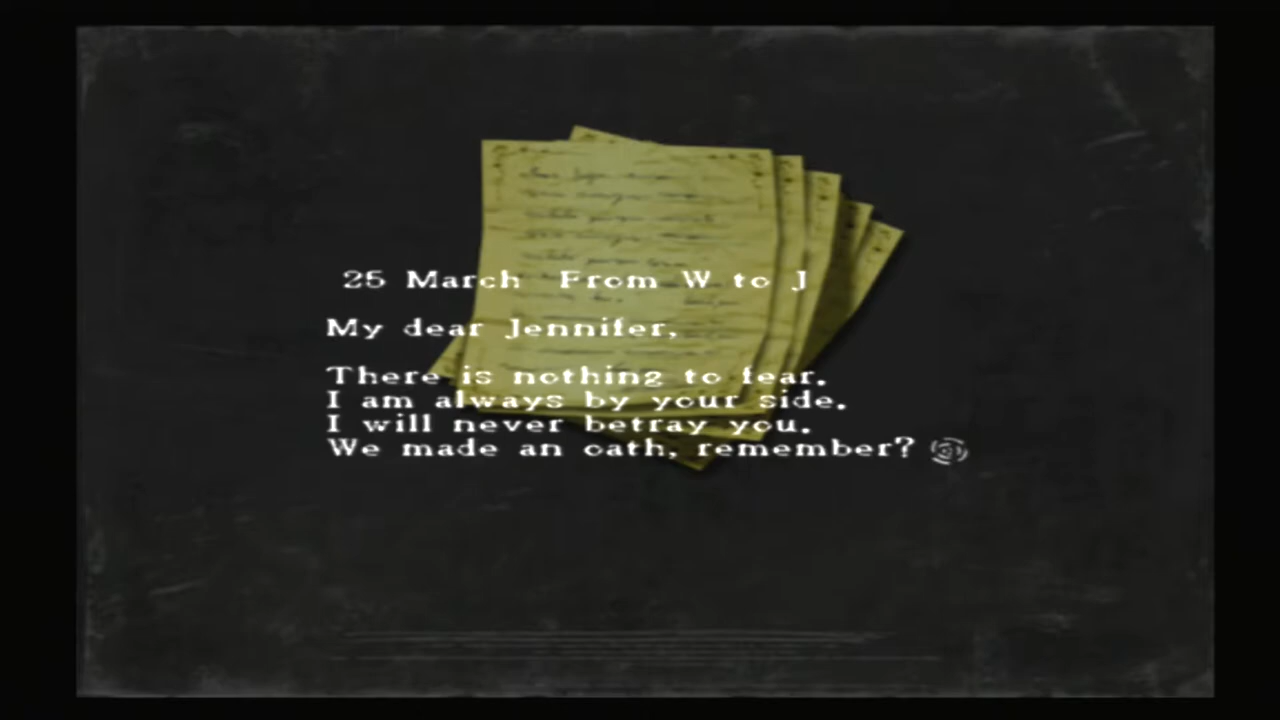 25 March From W to J
My dear Jennifer,
There is nothing to fear.
I am always by your side.
I will never betray you.
We made an oath, remember?